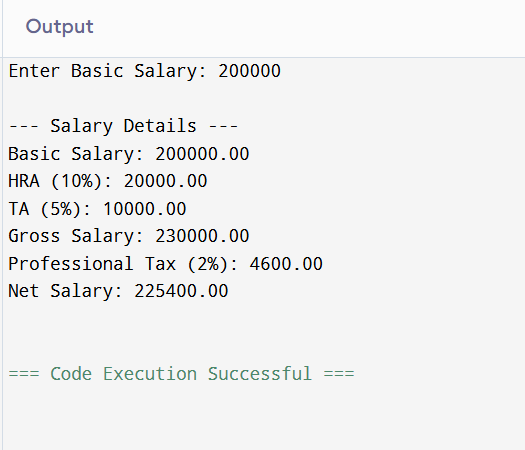 Output
Enter Basic Salary: 200000
--- Salary Details ---
Basic Salary: 200000.00
HRA (10%): 20000.00
TA (5%): 10000.00
Gross Salary: 230000.00
Professional Tax (2%): 4600.00
Net Salary: 225400.00
=== Code Execution Successful ===